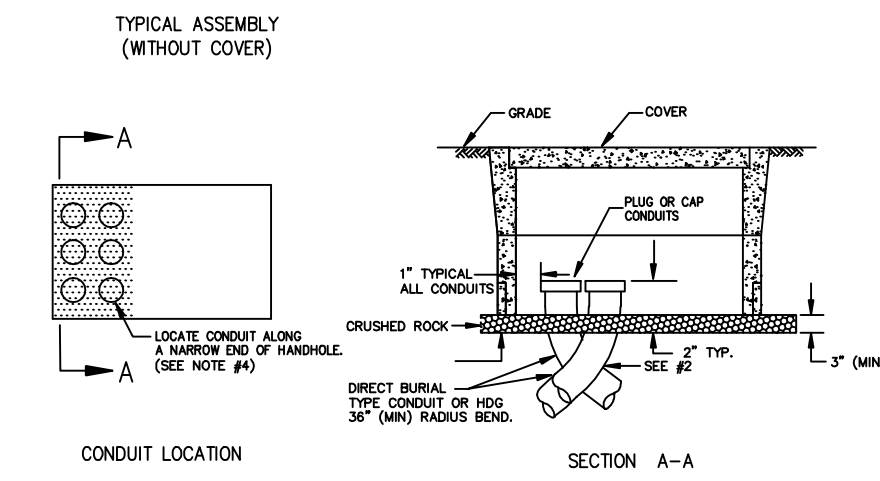 TYPICAL ASSEMBLY
(WITHOUT COVER)
A
LOCATE CONDUIT ALONG
A NARROW END OF HANDHOLE.
(SEE NOTE #4)
A
CONDUIT LOCATION
GRADE
COVER
PLUG OR CAP
CONDUITS
1" TYPICAL
ALL CONDUITS
CRUSHED ROCK
2" TYP.
SEE #2
3" (MIN
DIRECT BURIAL
TYPE CONDUIT OR HDG
36" (MIN) RADIUS BEND.
SECTION A-A